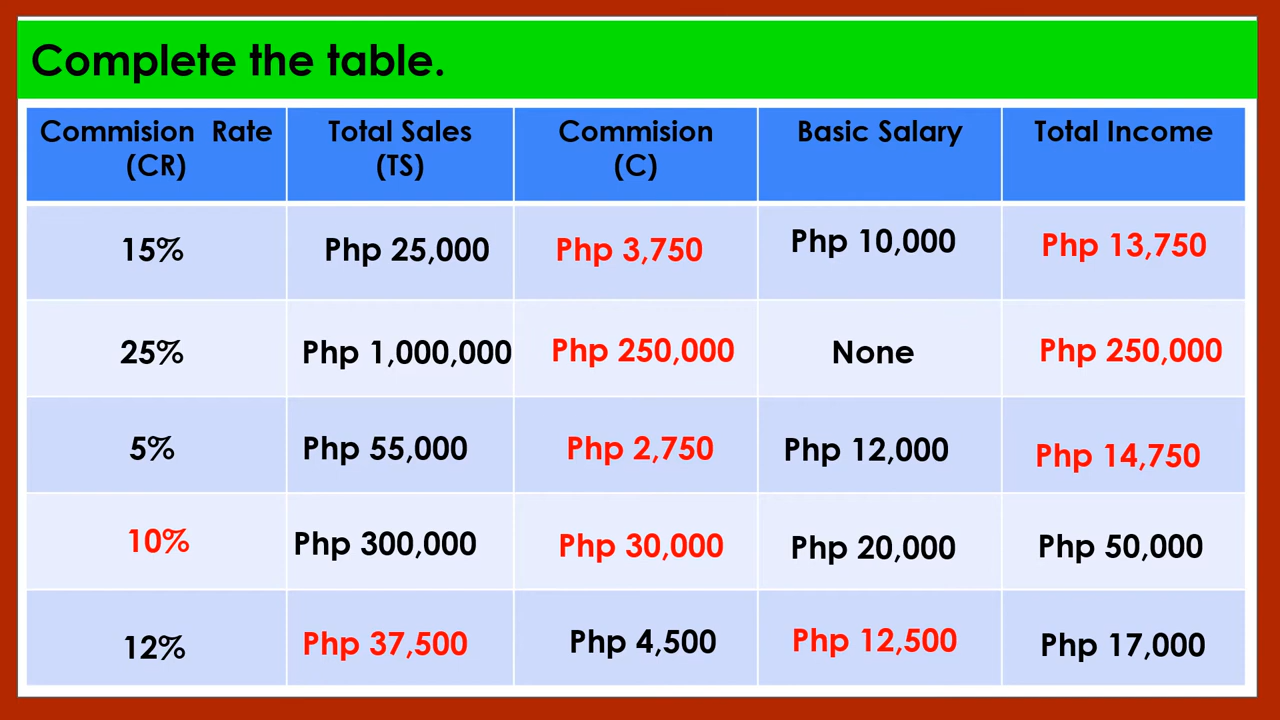 Complete the table.
Commision Rate (CR) Total Sales (TS) Commision (C) Basic Salary Total Income
15% Php 25,000 Php 3,750 Php 10,000 Php 13,750
25% Php 1,000,000 Php 250,000 None Php 250,000
5% Php 55,000 Php 2,750 Php 12,000 Php 14,750
10% Php 300,000 Php 30,000 Php 20,000 Php 50,000
12% Php 37,500 Php 4,500 Php 12,500 Php 17,000